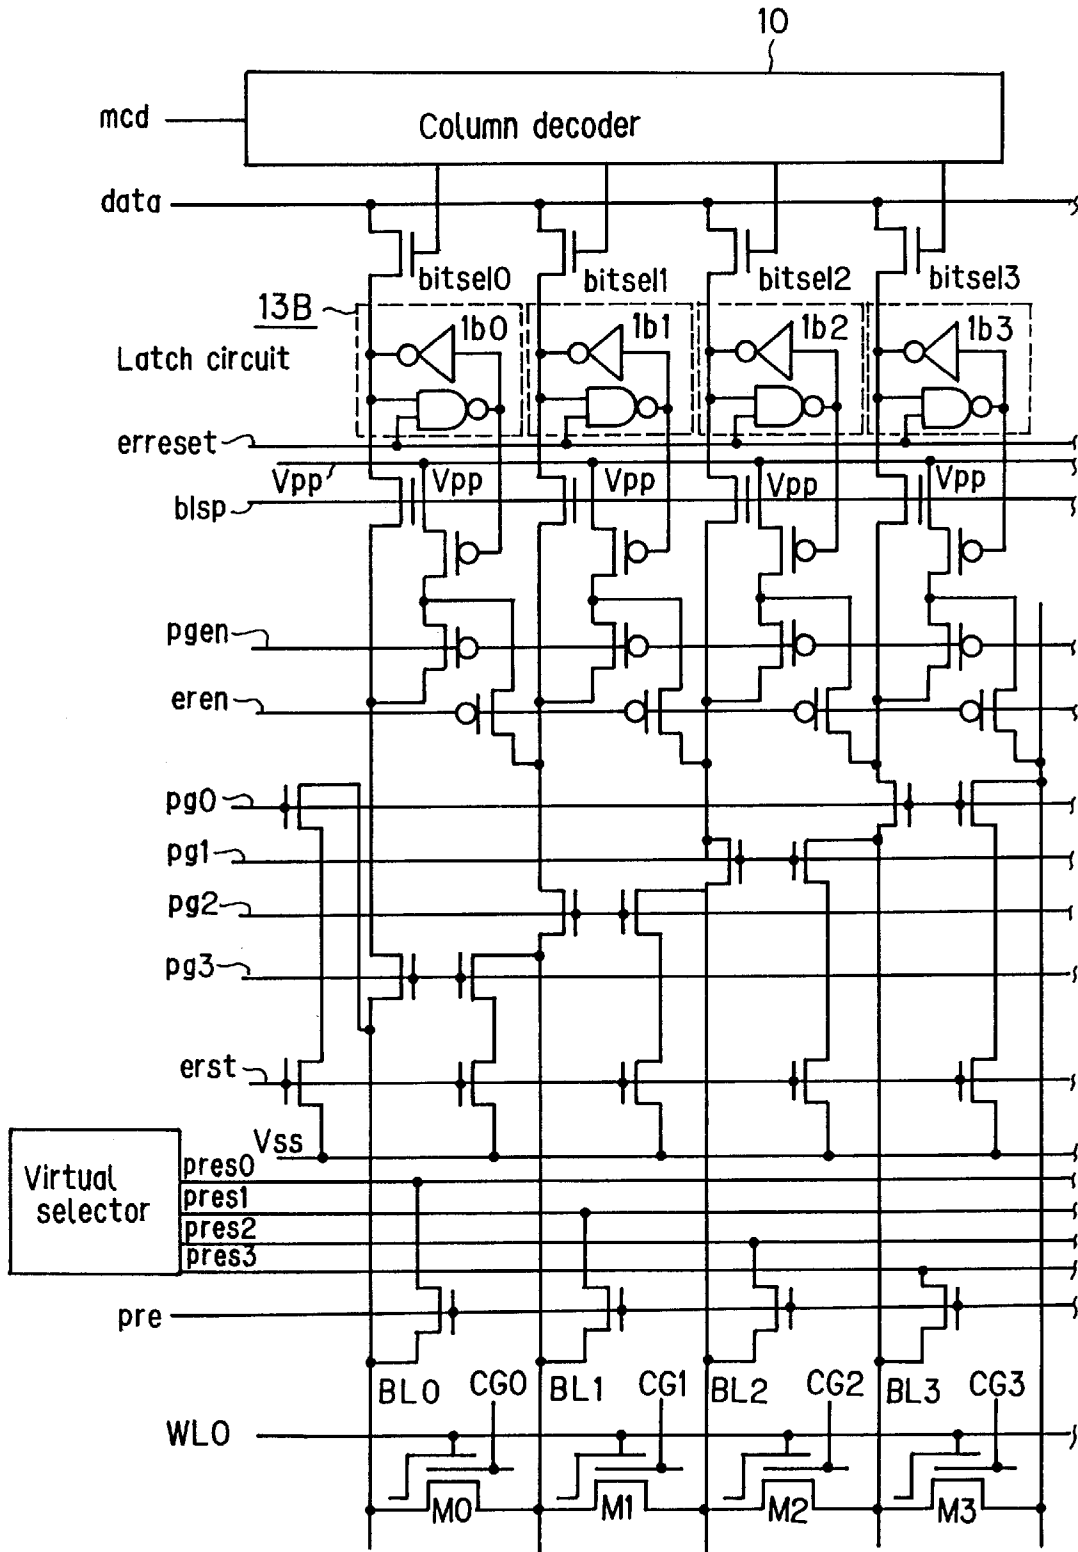 10
mcd
Column decoder
data
bitsel0 bitsel1 bitsel2 bitsel3
13B
1b0 1b1 1b2 1b3
Latch circuit
erreset
Vpp Vpp Vpp Vpp Vpp
blsp
pgen
eren
pg0
pg1
pg2
pg3
erst
Vss
Virtual selector
pres0
pres1
pres2
pres3
pre
BL0 CG0 BL1 CG1 BL2 CG2 BL3 CG3
WL0
M0 M1 M2 M3